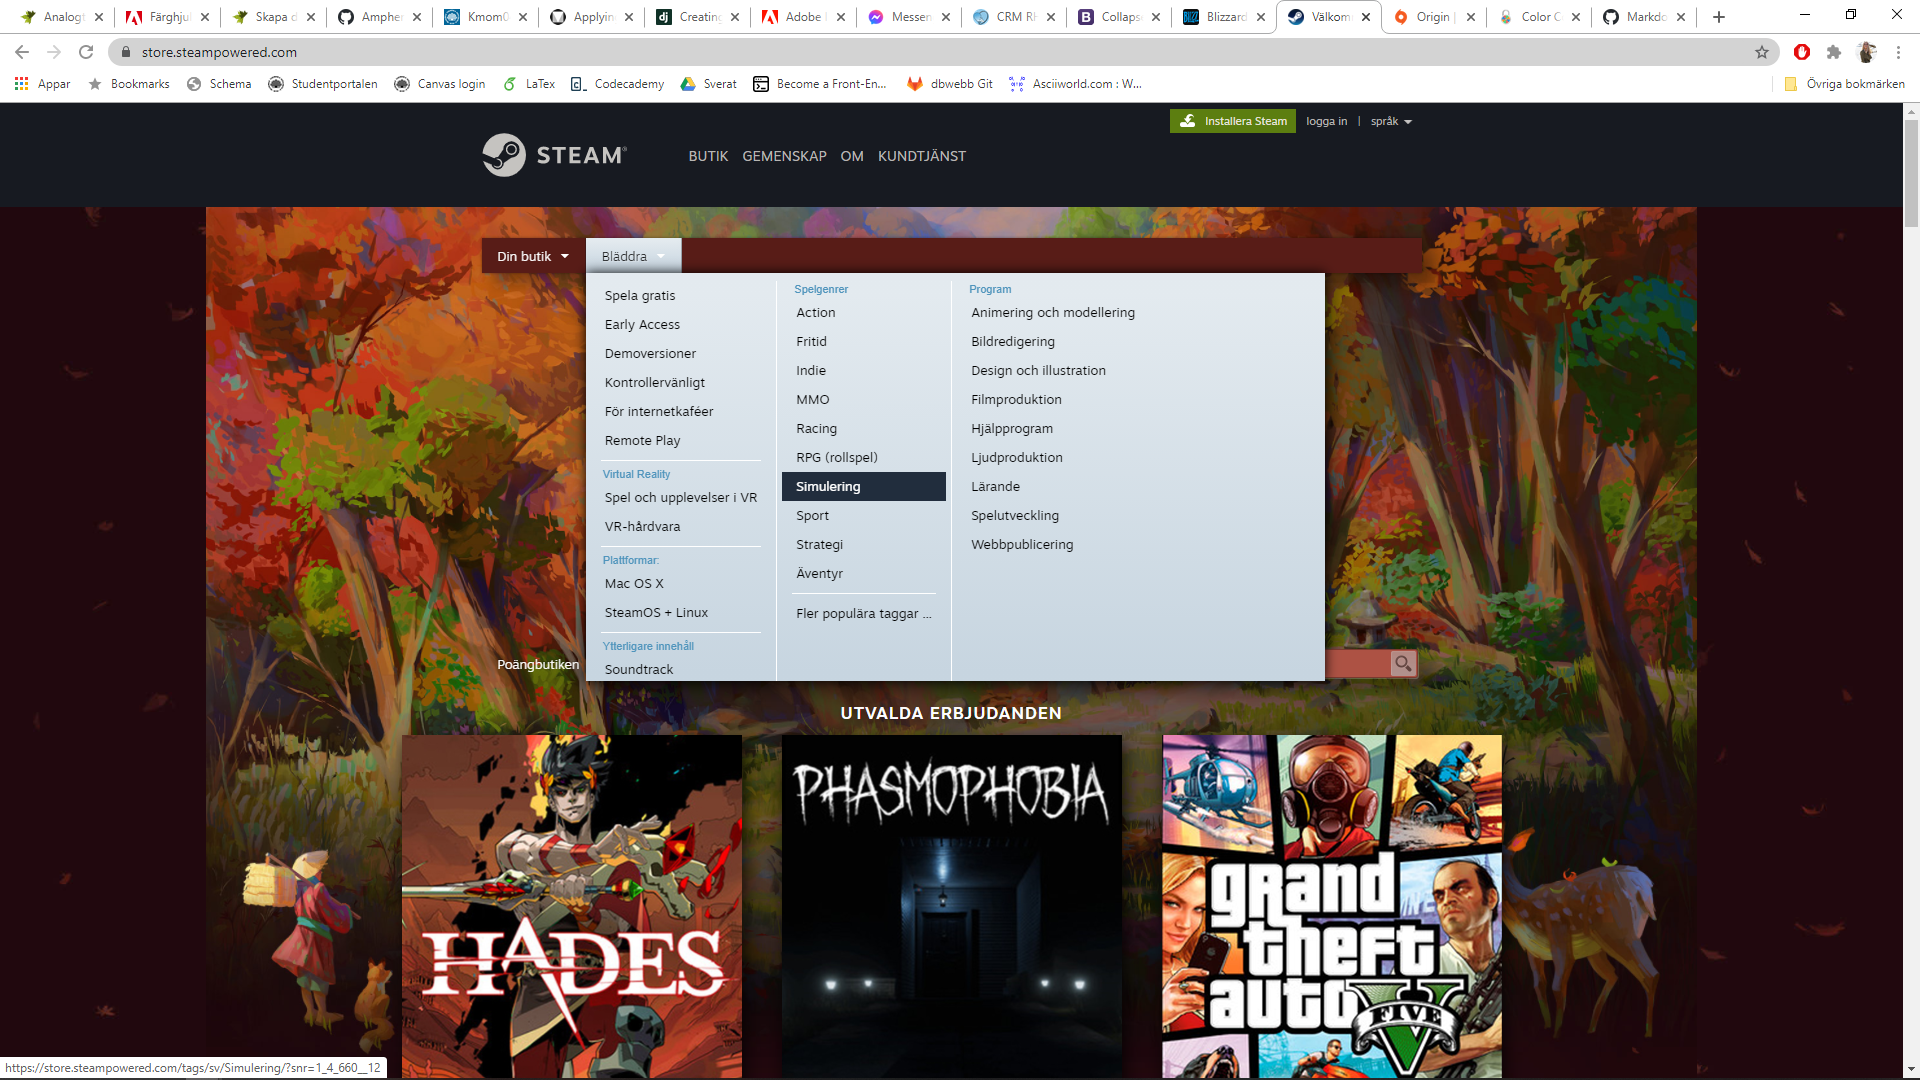 Analogt
Färghjul
Skapa d
Ampher
Kmom0
Applyin
Creating
Adobe
Messen
CRM RH
Collaps
Blizzard
Välkom
Origin |
Color C
Markdo
store.steampowered.com
Appar
Bookmarks
Schema
Studentportalen
Canvas login
LaTex
Codecademy
Sverat
Become a Front-En...
dbwebb Git
Asciiworld.com : W...
Övriga bokmärken
Installera Steam
logga in | språk
STEAM®
BUTIK GEMENSKAP OM KUNDTJÄNST
Din butik
Bläddra
Spela gratis
Early Access
Demoversioner
Kontrollervänligt
För internetkaféer
Remote Play
Virtual Reality
Spel och upplevelser i VR
VR-hårdvara
Plattformar:
Mac OS X
SteamOS + Linux
Ytterligare innehåll
Soundtrack
Spelgenrer
Action
Fritid
Indie
MMO
Racing
RPG (rollspel)
Simulering
Sport
Strategi
Äventyr
Fler populära taggar ...
Program
Animering och modellering
Bildredigering
Design och illustration
Filmproduktion
Hjälpprogram
Ljudproduktion
Lärande
Spelutveckling
Webbpublicering
Poängbutiken
UTVALDA ERBJUDANDEN
HADES
PHASMOPHOBIA
grand
theft
auto V
FIVE
https://store.steampowered.com/tags/sv/Simulering/?snr=1_4_660__12